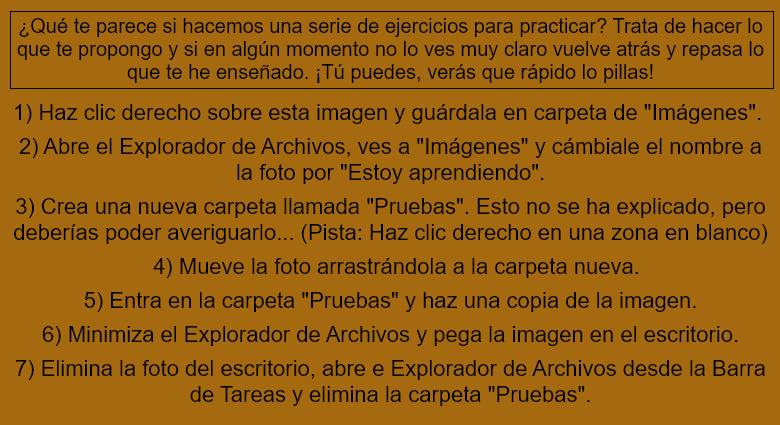 ¿Qué te parece si hacemos una serie de ejercicios para practicar? Trata de hacer lo
que te propongo y si en algún momento no lo ves muy claro vuelve atrás y repasa lo
que te he enseñado. ¡Tú puedes, verás que rápido lo pillas!
1) Haz clic derecho sobre esta imagen y guárdala en carpeta de "Imágenes".
2) Abre el Explorador de Archivos, ves a "Imágenes" y cámbiale el nombre a
la foto por "Estoy aprendiendo".
3) Crea una nueva carpeta llamada "Pruebas". Esto no se ha explicado, pero
deberías poder averiguarlo... (Pista: Haz clic derecho en una zona en blanco)
4) Mueve la foto arrastrándola a la carpeta nueva.
5) Entra en la carpeta "Pruebas" y haz una copia de la imagen.
6) Minimiza el Explorador de Archivos y pega la imagen en el escritorio.
7) Elimina la foto del escritorio, abre e Explorador de Archivos desde la Barra
de Tareas y elimina la carpeta "Pruebas".